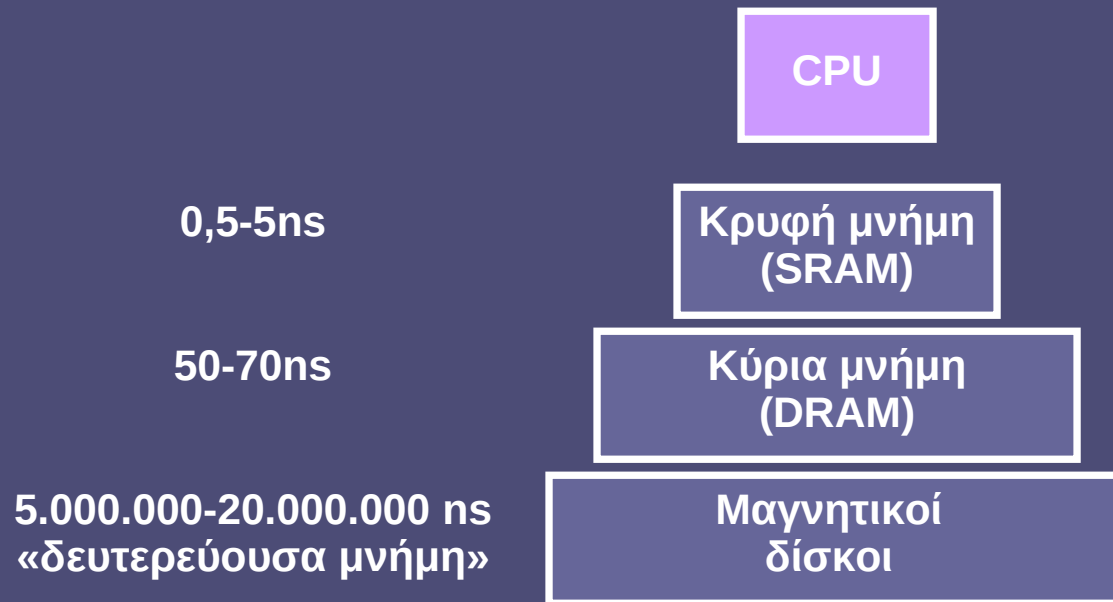 CPU
0,5-5ns
Κρυφή μνήμη
(SRAM)
50-70ns
Κύρια μνήμη
(DRAM)
5.000.000-20.000.000 ns
«δευτερεύουσα μνήμη»
Μαγνητικοί
δίσκοι